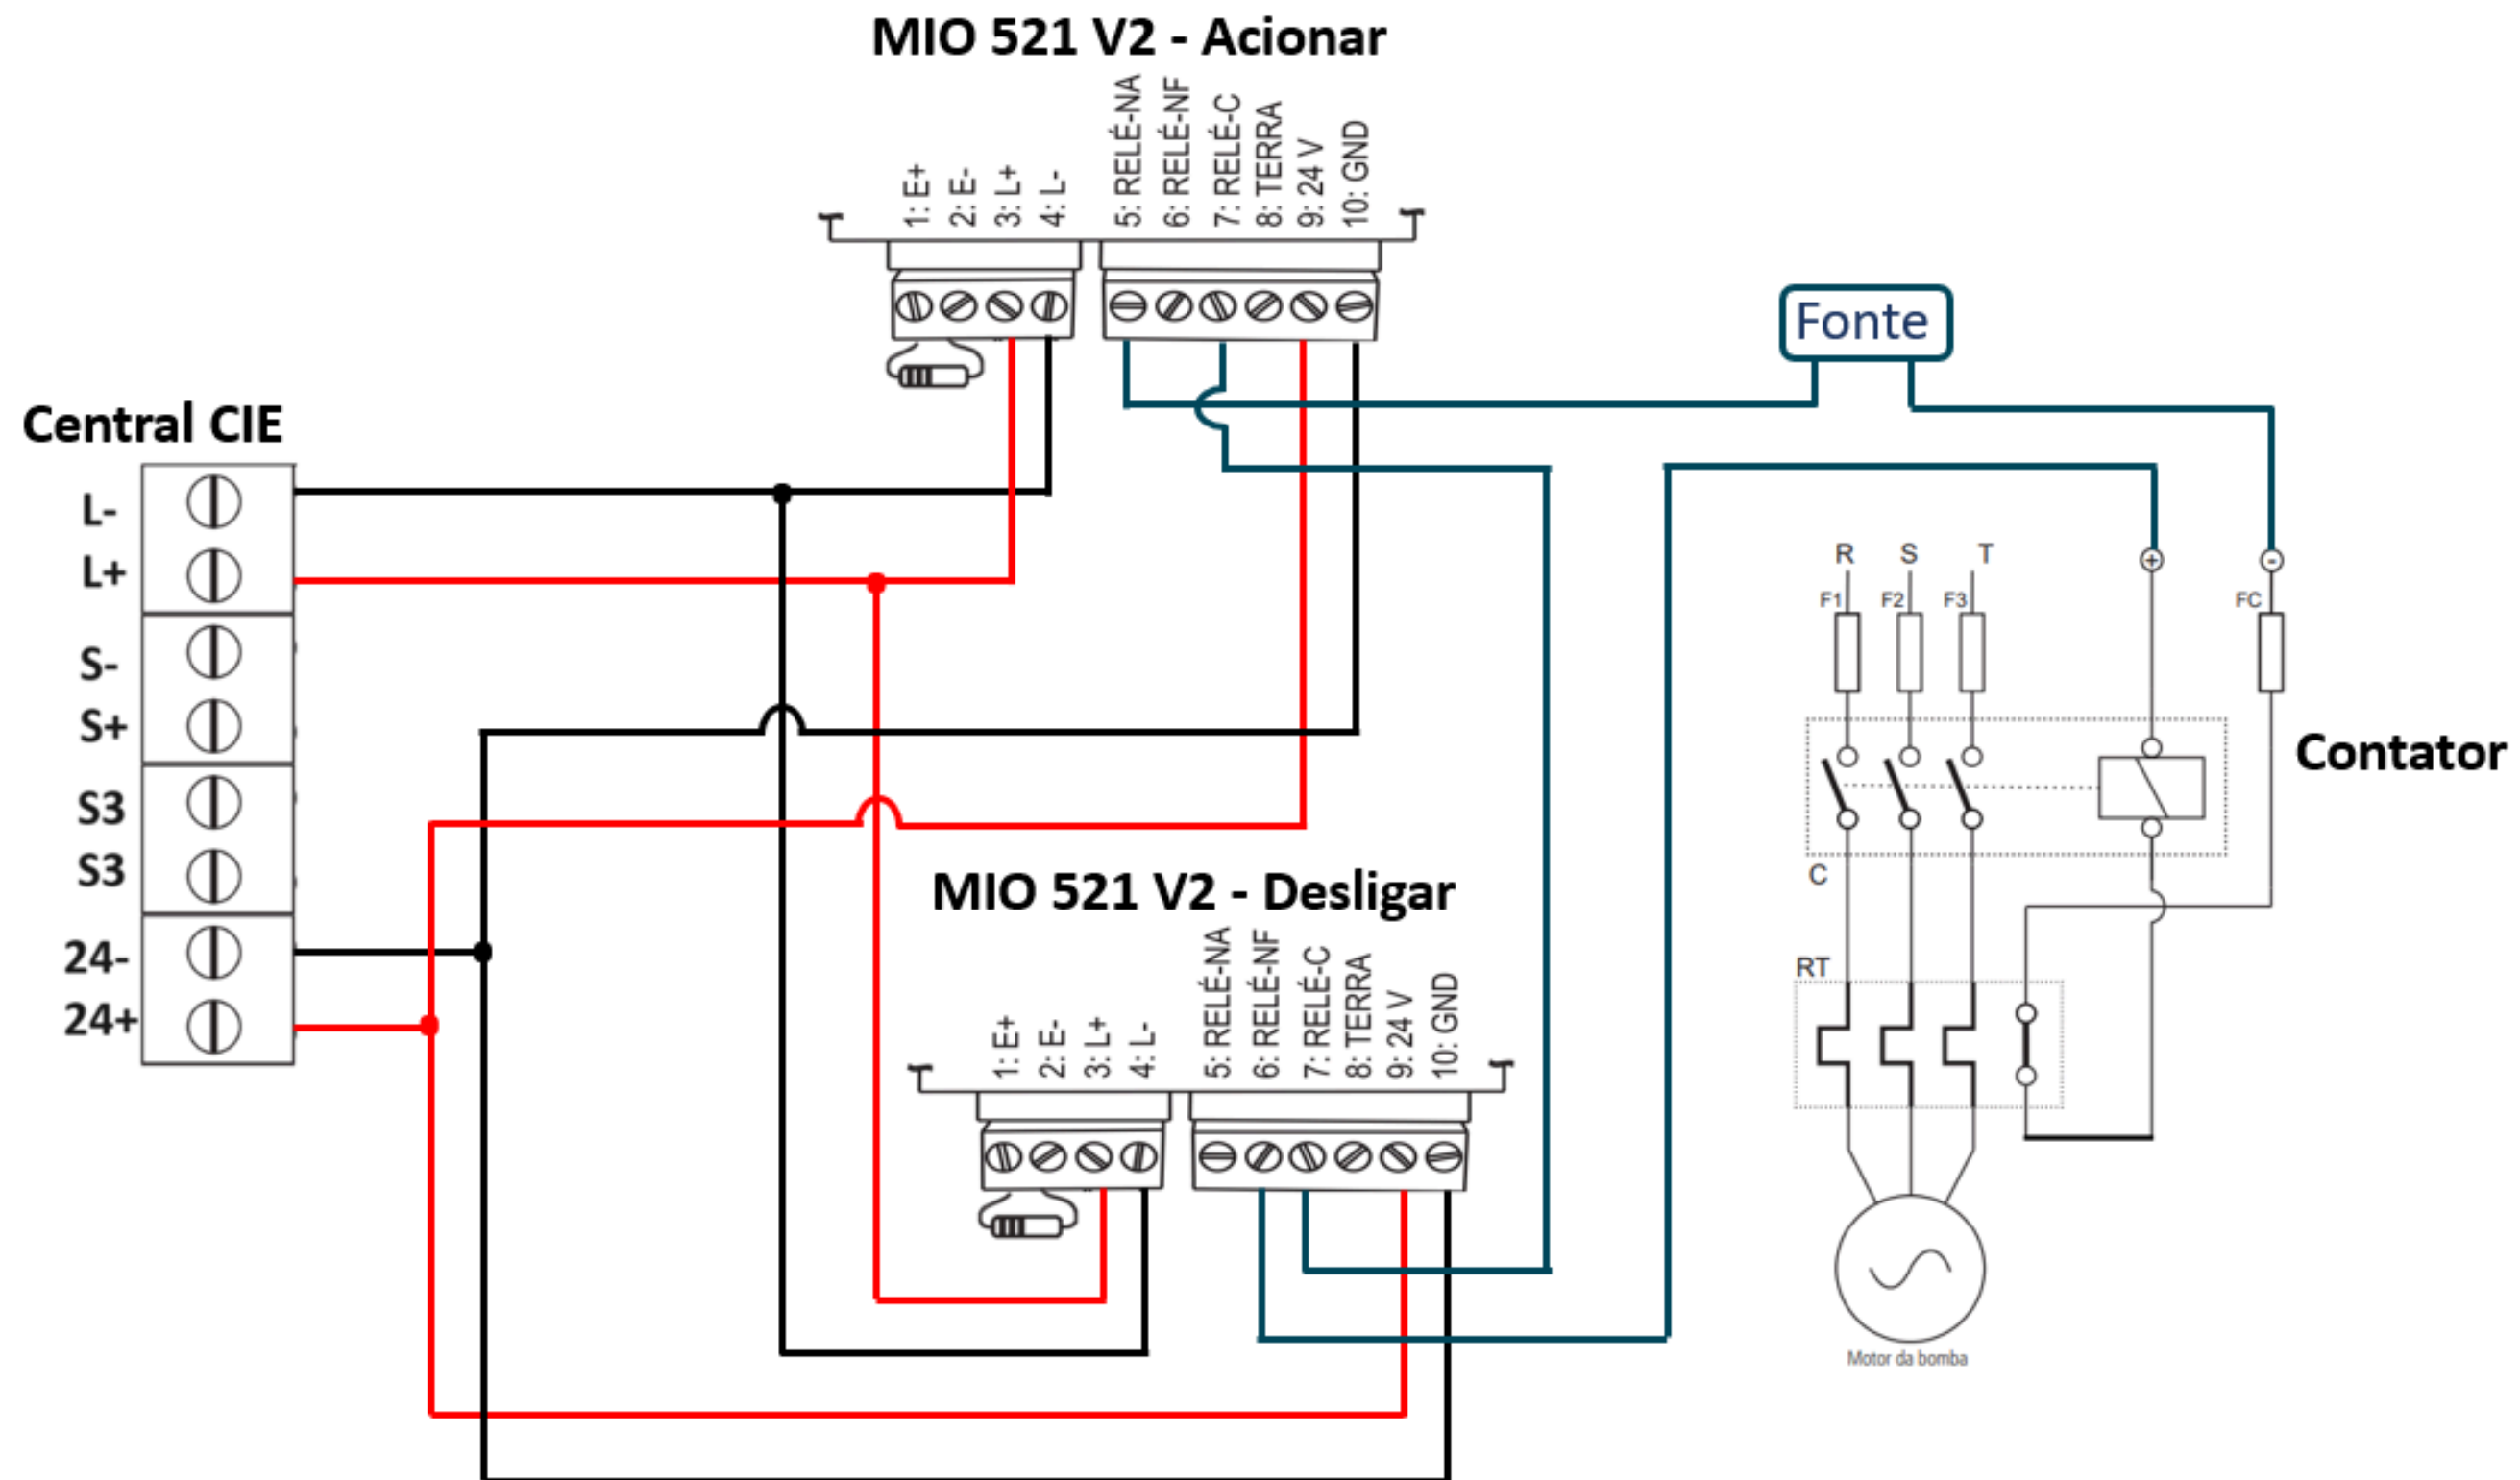 MIO 521 V2 - Acionar
1: E+
2: E-
3: L+
4: L-
5: RELÉ-NA
6: RELÉ-NF
7: RELÉ-C
8: TERRA
9: 24 V
10: GND
Fonte
Central CIE
L-
L+
S-
S+
S3
S3
24-
24+
R S T
+ -
F1 F2 F3 FC
Contator
C
RT
Motor da bomba
MIO 521 V2 - Desligar
1: E+
2: E-
3: L+
4: L-
5: RELÉ-NA
6: RELÉ-NF
7: RELÉ-C
8: TERRA
9: 24 V
10: GND